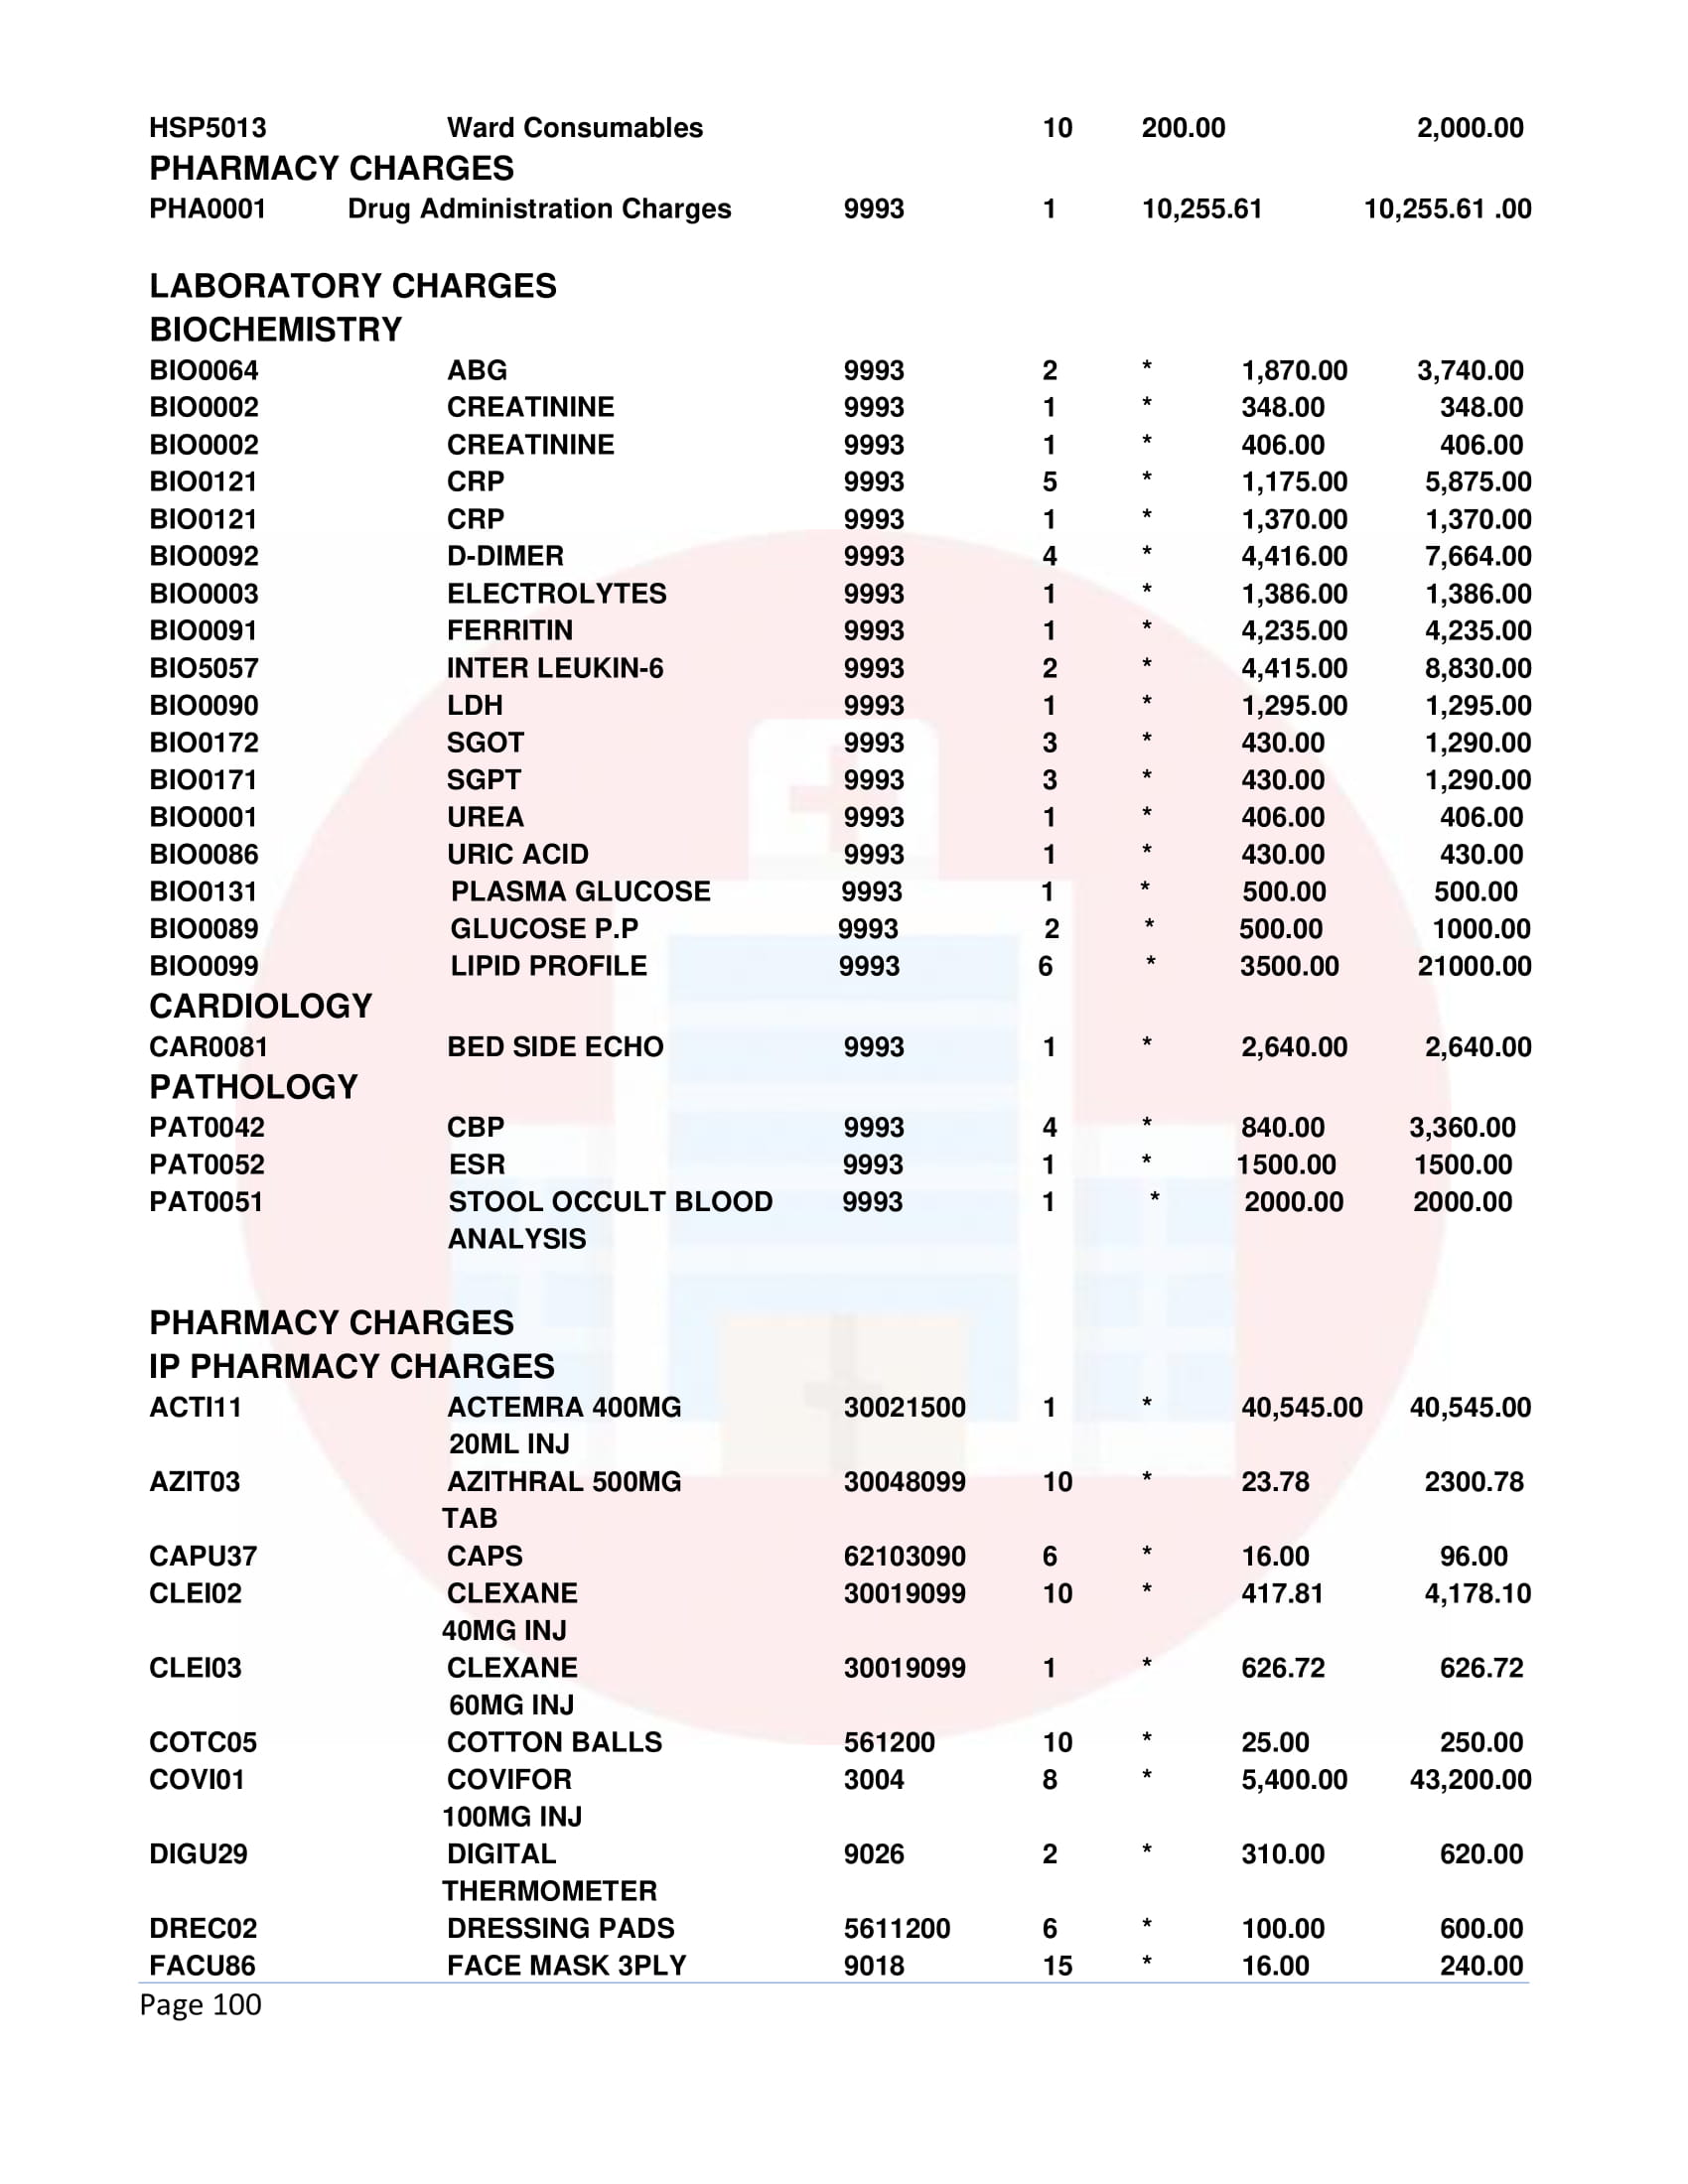 HSP5013 Ward Consumables 10 200.00 2,000.00
PHARMACY CHARGES
PHA0001 Drug Administration Charges 9993 1 10,255.61 10,255.61 .00
LABORATORY CHARGES
BIOCHEMISTRY
BIO0064 ABG 9993 2 * 1,870.00 3,740.00
BIO0002 CREATININE 9993 1 * 348.00 348.00
BIO0002 CREATININE 9993 1 * 406.00 406.00
BIO0121 CRP 9993 5 * 1,175.00 5,875.00
BIO0121 CRP 9993 1 * 1,370.00 1,370.00
BIO0092 D-DIMER 9993 4 * 4,416.00 7,664.00
BIO0003 ELECTROLYTES 9993 1 * 1,386.00 1,386.00
BIO0091 FERRITIN 9993 1 * 4,235.00 4,235.00
BIO5057 INTER LEUKIN-6 9993 2 * 4,415.00 8,830.00
BIO0090 LDH 9993 1 * 1,295.00 1,295.00
BIO0172 SGOT 9993 3 * 430.00 1,290.00
BIO0171 SGPT 9993 3 * 430.00 1,290.00
BIO0001 UREA 9993 1 * 406.00 406.00
BIO0086 URIC ACID 9993 1 * 430.00 430.00
BIO0131 PLASMA GLUCOSE 9993 1 * 500.00 500.00
BIO0089 GLUCOSE P.P 9993 2 * 500.00 1000.00
BIO0099 LIPID PROFILE 9993 6 * 3500.00 21000.00
CARDIOLOGY
CAR0081 BED SIDE ECHO 9993 1 * 2,640.00 2,640.00
PATHOLOGY
PAT0042 CBP 9993 4 * 840.00 3,360.00
PAT0052 ESR 9993 1 * 1500.00 1500.00
PAT0051 STOOL OCCULT BLOOD 9993 1 * 2000.00 2000.00
ANALYSIS
PHARMACY CHARGES
IP PHARMACY CHARGES
ACTI11 ACTEMRA 400MG 30021500 1 * 40,545.00 40,545.00
20ML INJ
AZIT03 AZITHRAL 500MG 30048099 10 * 23.78 2300.78
TAB
CAPU37 CAPS 62103090 6 * 16.00 96.00
CLEI02 CLEXANE 30019099 10 * 417.81 4,178.10
40MG INJ
CLEI03 CLEXANE 30019099 1 * 626.72 626.72
60MG INJ
COTC05 COTTON BALLS 561200 10 * 25.00 250.00
COVI01 COVIFOR 3004 8 * 5,400.00 43,200.00
100MG INJ
DIGU29 DIGITAL 9026 2 * 310.00 620.00
THERMOMETER
DREC02 DRESSING PADS 5611200 6 * 100.00 600.00
FACU86 FACE MASK 3PLY 9018 15 * 16.00 240.00
Page 100